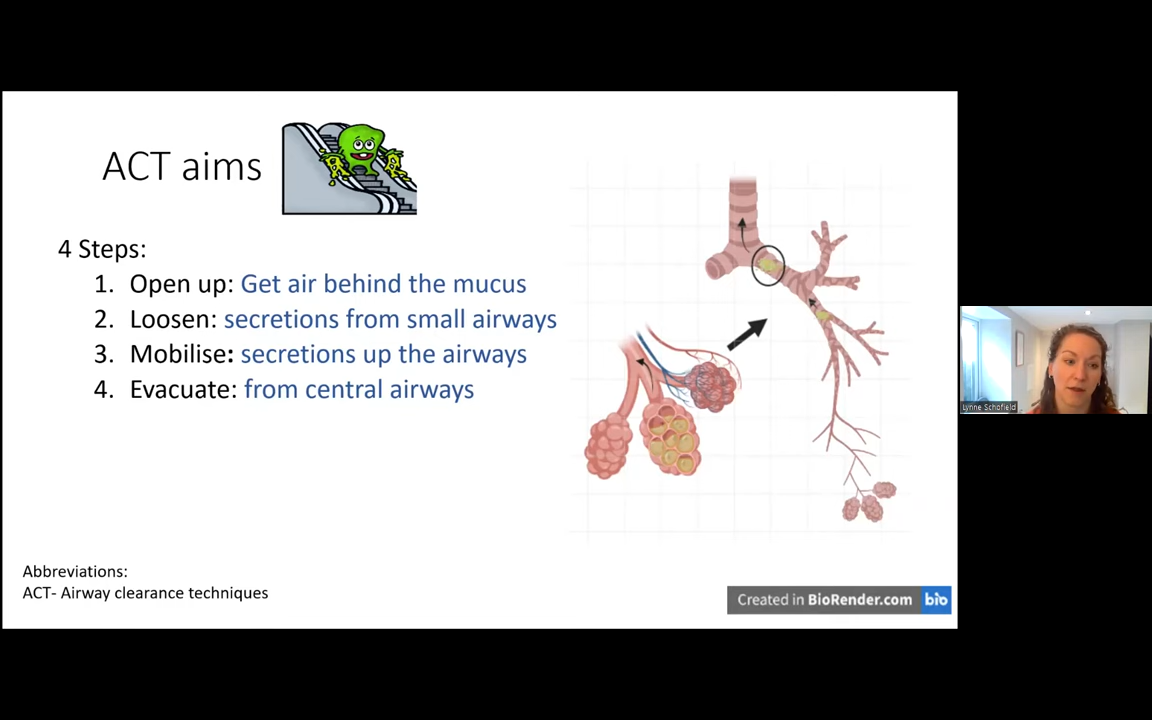 ACT aims
4 Steps:
1. Open up: Get air behind the mucus
2. Loosen: secretions from small airways
3. Mobilise: secretions up the airways
4. Evacuate: from central airways
Abbreviations:
ACT- Airway clearance techniques
Created in BioRender.com bio
Lynne Schofield